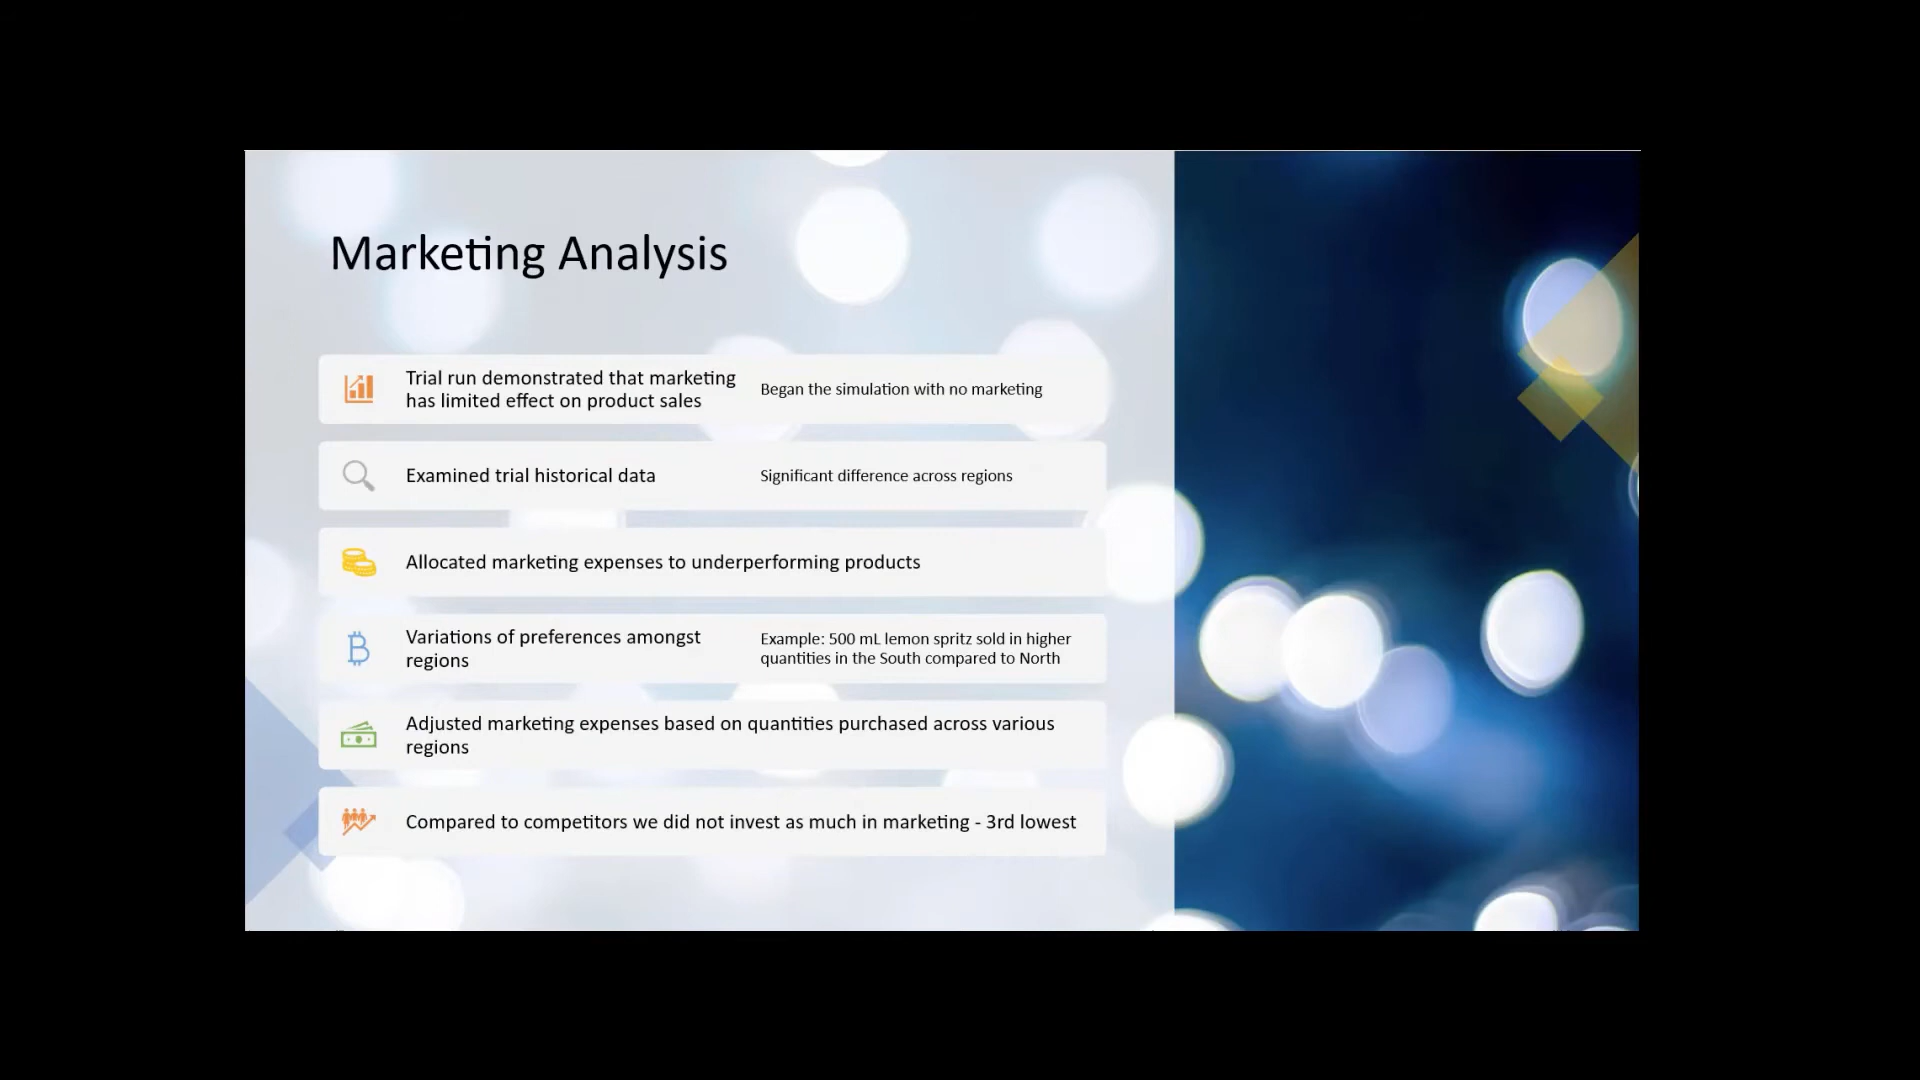 Marketing Analysis
Trial run demonstrated that marketing
has limited effect on product sales
Began the simulation with no marketing
Examined trial historical data
Significant difference across regions
Allocated marketing expenses to underperforming products
Variations of preferences amongst
regions
Example: 500 mL lemon spritz sold in higher
quantities in the South compared to North
Adjusted marketing expenses based on quantities purchased across various
regions
Compared to competitors we did not invest as much in marketing - 3rd lowest